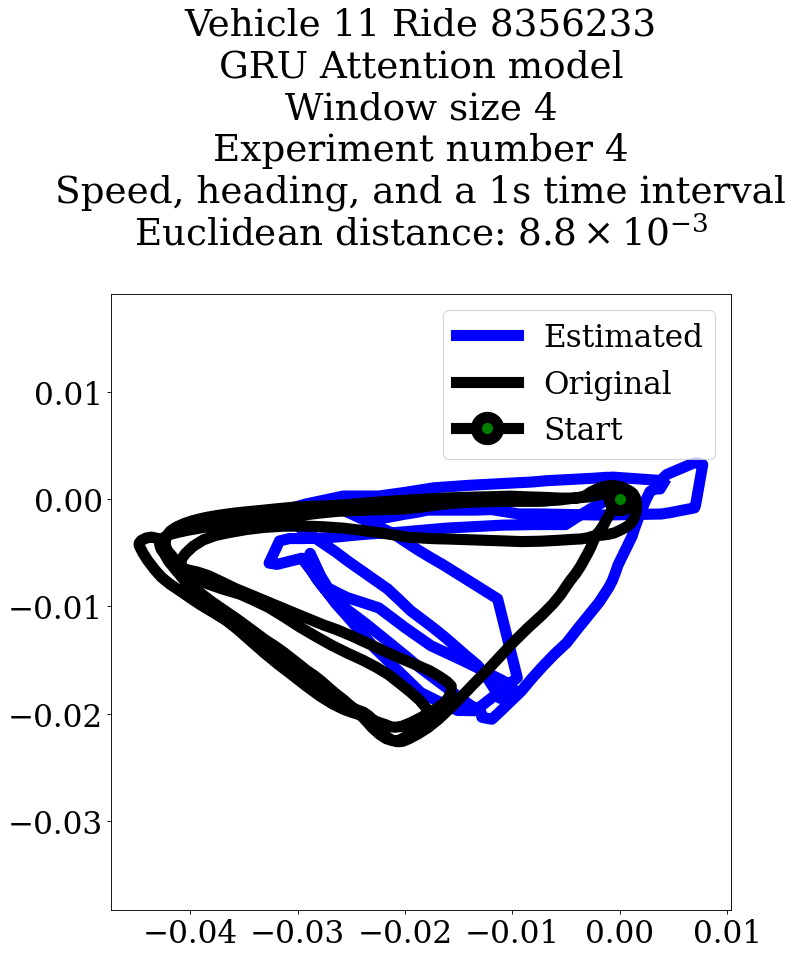 Vehicle 11 Ride 8356233
GRU Attention model
Window size 4
Experiment number 4
Speed, heading, and a 1s time interval
Euclidean distance: 8.8 × 10⁻³
Estimated
Original
Start
0.01
0.00
−0.01
−0.02
−0.03
−0.04 −0.03 −0.02 −0.01 0.00 0.01